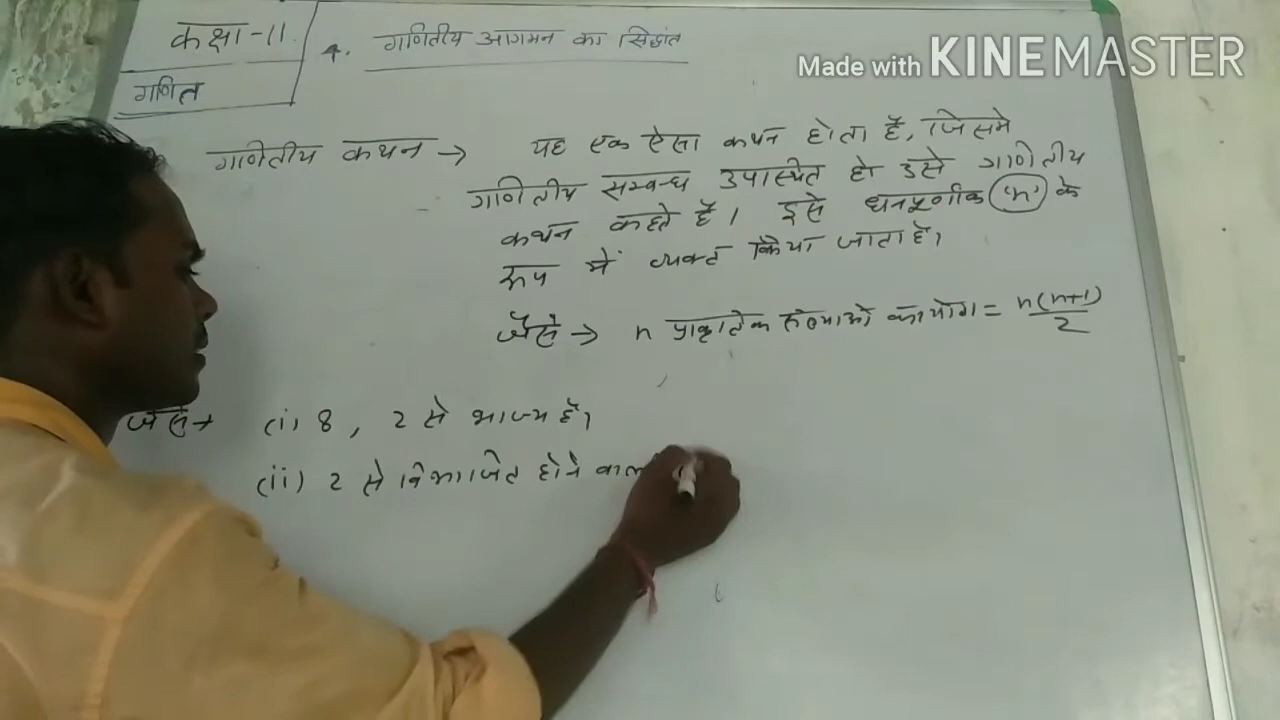 कक्षा-11.
गणित
4. गणितीय आगमन का सिद्धांत
Made with KINEMASTER
गणितीय कथन → यह एक ऐसा कथन होता है, जिसमे
गणितीय सम्बन्ध उपास्थित हो उसे गणितीय
कथन कहते हैं। इसे धनपूर्णांक 'n' के
रूप में व्यक्त किया जाता है।
जैसे → n प्राकृतिक संख्याओ का योग = n(n+1)/2
जैसे → (i) 8, 2 से भाज्य है।
(ii) 2 से विभाजित होने